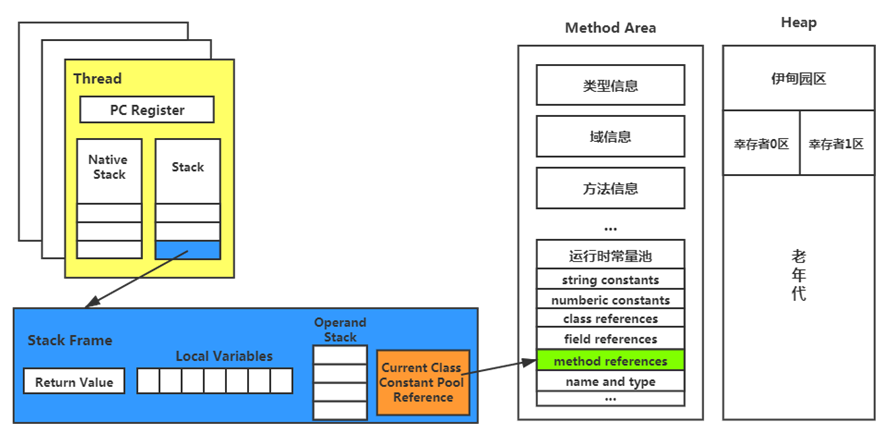 Thread
PC Register
Native
Stack
Stack
Stack Frame
Return Value
Local Variables
Operand
Stack
Current Class
Constant Pool
Reference
Method Area
类型信息
域信息
方法信息
...
运行时常量池
string constants
numberic constants
class references
field references
method references
name and type
...
Heap
伊甸园区
幸存者0区
幸存者1区
老
年
代